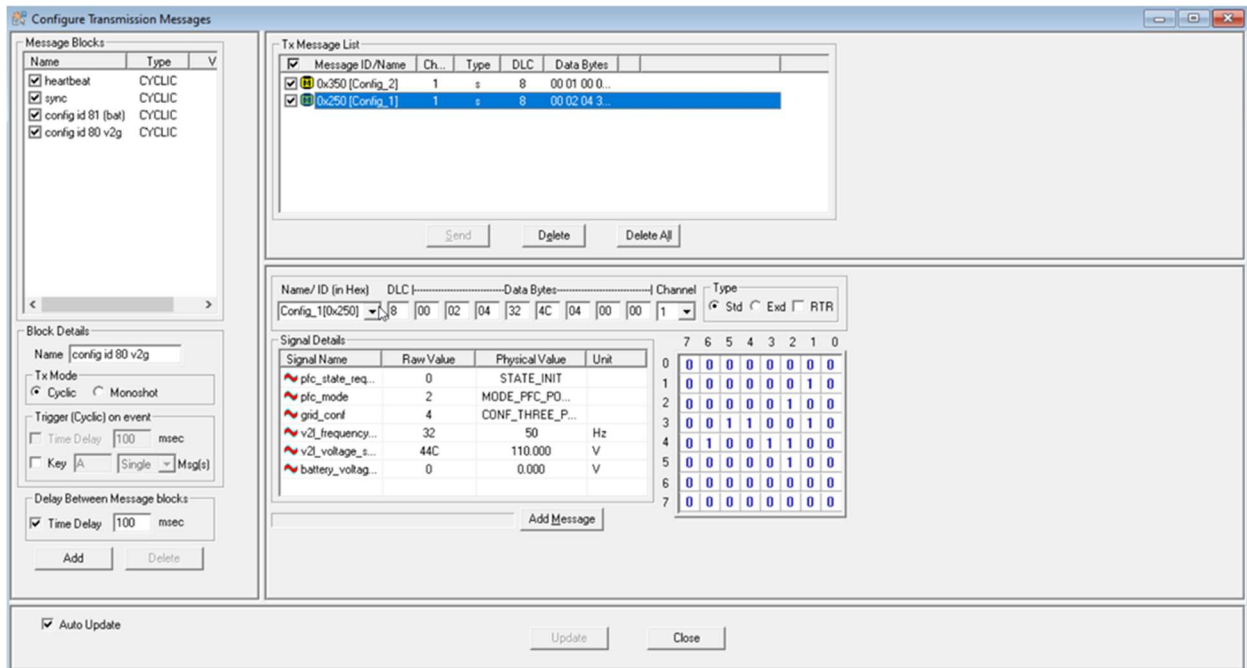 Configure Transmission Messages
Message Blocks
Name Type V
heartbeat CYCLIC
sync CYCLIC
config id 81 (bat) CYCLIC
config id 80 v2g CYCLIC
Block Details
Name config id 80 v2g
Tx Mode
Cyclic Monoshot
Trigger (Cyclic) on event
Time Delay 100 msec
Key A Single Msg(s)
Delay Between Message blocks
Time Delay 100 msec
Add Delete
Tx Message List
Message ID/Name Ch... Type DLC Data Bytes
0x350 [Config_2] 1 s 8 00 01 00 0...
0x250 [Config_1] 1 s 8 00 02 04 3...
Send Delete Delete All
Name/ ID (in Hex) DLC |----------Data Bytes----------| Channel Type
Config_1[0x250] 8 00 02 04 32 4C 04 00 00 1 Std Exd RTR
Signal Details
Signal Name Raw Value Physical Value Unit
pfc_state_req... 0 STATE_INIT
pfc_mode 2 MODE_PFC_PO...
grid_conf 4 CONF_THREE_P...
v2l_frequency... 32 50 Hz
v2l_voltage_s... 44C 110.000 V
battery_voltag... 0 0.000 V
Add Message
7 6 5 4 3 2 1 0
0 0 0 0 0 0 0 0 0
1 0 0 0 0 0 0 1 0
2 0 0 0 0 0 1 0 0
3 0 0 1 1 0 0 1 0
4 0 1 0 0 1 1 0 0
5 0 0 0 0 0 1 0 0
6 0 0 0 0 0 0 0 0
7 0 0 0 0 0 0 0 0
Auto Update
Update Close